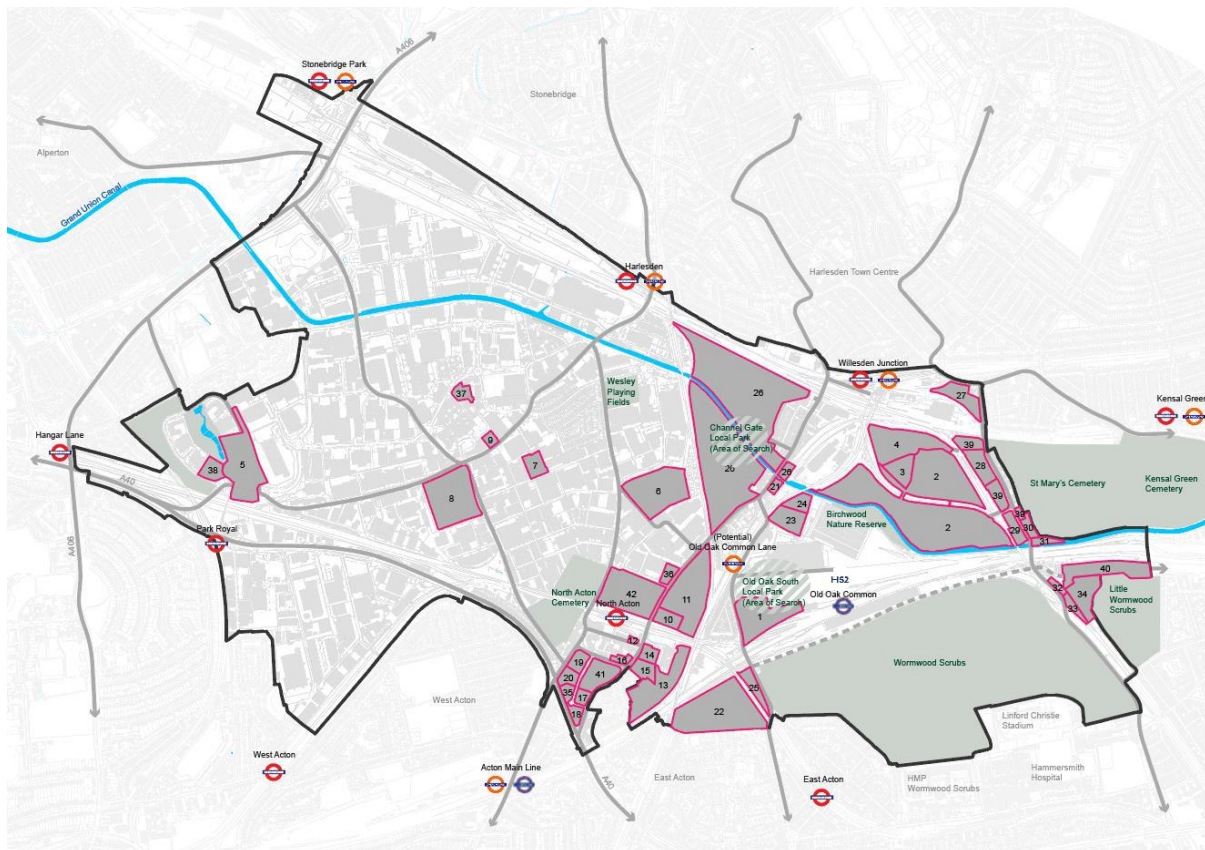 A406
Stonebridge Park
Stonebridge
Alperton
Grand Union Canal
Harlesden
Harlesden Town Centre
Willesden Junction
Kensal Green
Wesley
Playing
Fields
26
27
37
Hangar Lane
9
Channel Gate
Local Park
(Area of Search)
4
39
38
5
7
26
3
2
28
St Mary's Cemetery
Kensal Green
Cemetery
A40
8
6
26
21
24
23
39
Birchwood
Nature Reserve
2
39
29
30
31
Park Royal
A406
(Potential)
Old Oak Common Lane
36
HS2
Old Oak Common
Old Oak South
Local Park
(Area of Search)
40
32
34
33
Little
Wormwood
Scrubs
North Acton
Cemetery
42
North Acton
11
10
1
12
14
16
15
13
19
20
41
35
17
18
Wormwood Scrubs
25
22
West Acton
West Acton
Linford Christie
Stadium
Acton Main Line
A40
East Acton
East Acton
HMP
Wormwood Scrubs
Hammersmith
Hospital